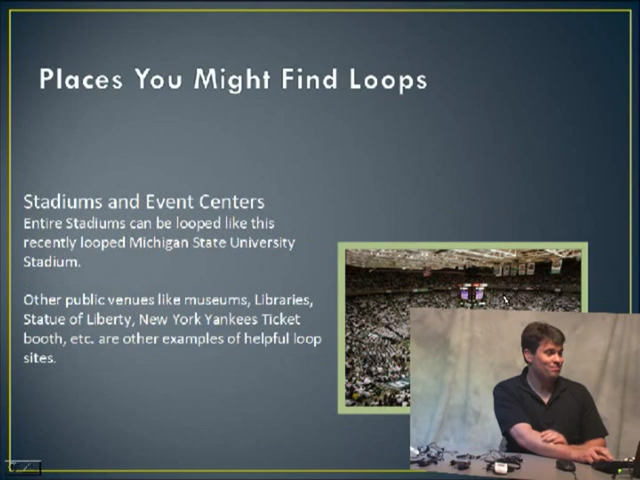 Places You Might Find Loops
Stadiums and Event Centers
Entire Stadiums can be looped like this
recently looped Michigan State University
Stadium.
Other public venues like museums, Libraries,
Statue of Liberty, New York Yankees Ticket
booth, etc. are other examples of helpful loop
sites.